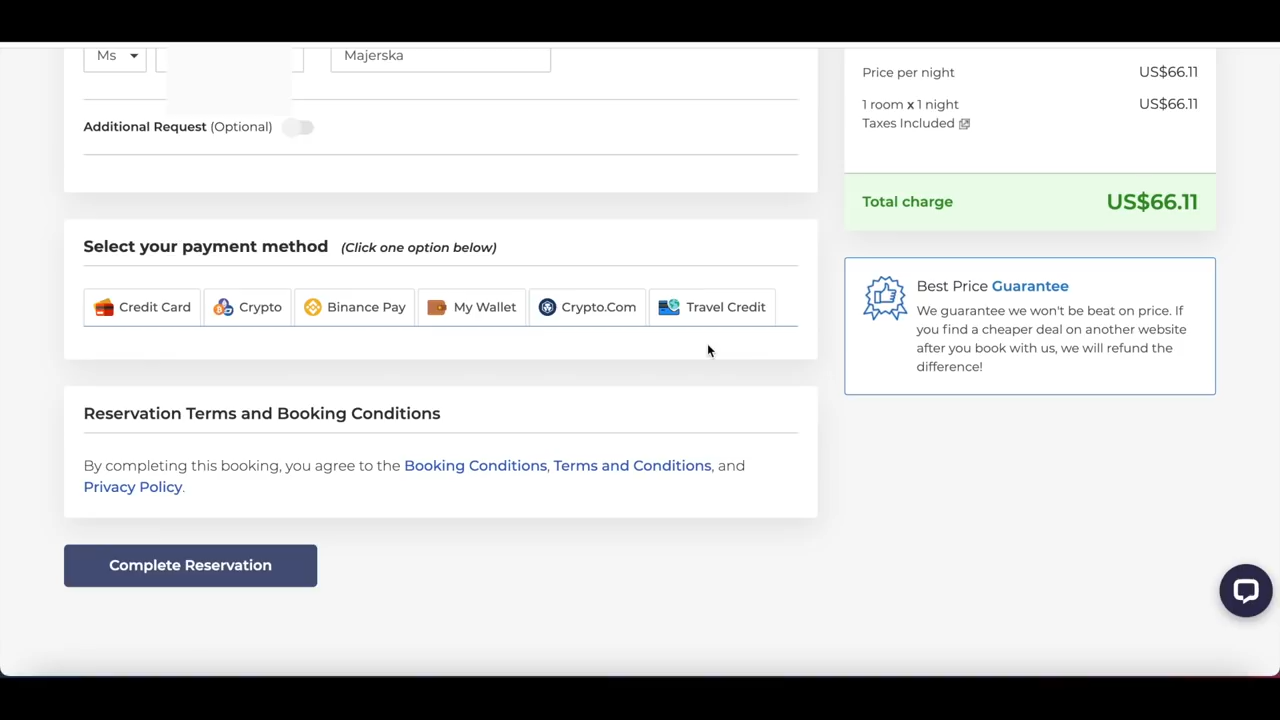 Ms
Majerska
Additional Request (Optional)
Select your payment method (Click one option below)
Credit Card
Crypto
Binance Pay
My Wallet
Crypto.Com
Travel Credit
Reservation Terms and Booking Conditions
By completing this booking, you agree to the Booking Conditions, Terms and Conditions, and
Privacy Policy.
Complete Reservation
Price per night US$66.11
1 room x 1 night US$66.11
Taxes Included
Total charge US$66.11
Best Price Guarantee
We guarantee we won't be beat on price. If
you find a cheaper deal on another website
after you book with us, we will refund the
difference!